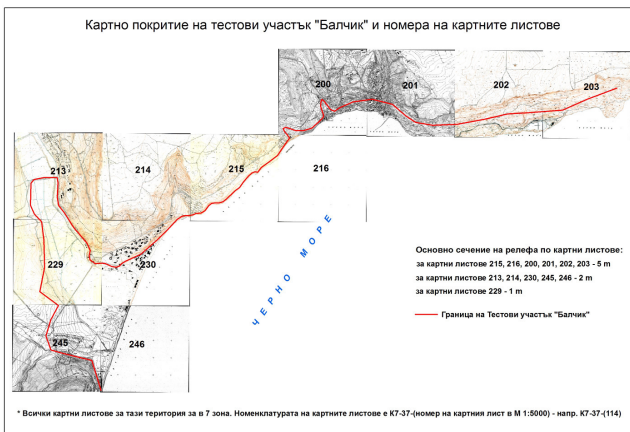 Картно покритие на тестови участък "Балчик" и номера на картните листове
200
201
202
203
213
214
215
216
229
230
245
246
ЧЕРНО МОРЕ
Основно сечение на релефа по картни листове:
за картни листове 215, 216, 200, 201, 202, 203 - 5 m
за картни листове 213, 214, 230, 245, 246 - 2 m
за картни листове 229 - 1 m
Граница на Тестови участък "Балчик"
* Всички картни листове за тази територия за в 7 зона. Номенклатурата на картните листове е К7-37-(номер на картния лист в М 1:5000) - напр. К7-37-(114)